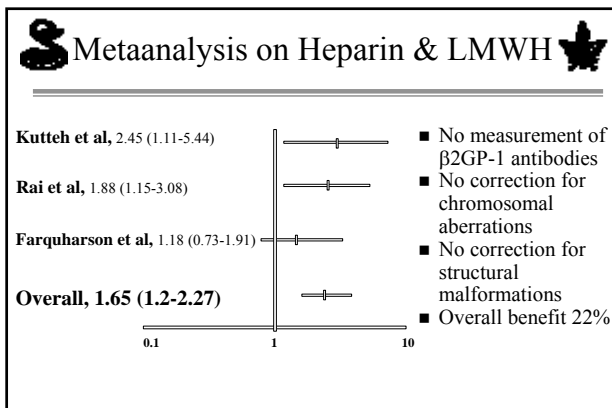 Metaanalysis on Heparin & LMWH
Kutteh et al, 2.45 (1.11-5.44)
Rai et al, 1.88 (1.15-3.08)
Farquharson et al, 1.18 (0.73-1.91)
Overall, 1.65 (1.2-2.27)
0.1 1 10
■ No measurement of
β2GP-1 antibodies
■ No correction for
chromosomal
aberrations
■ No correction for
structural
malformations
■ Overall benefit 22%